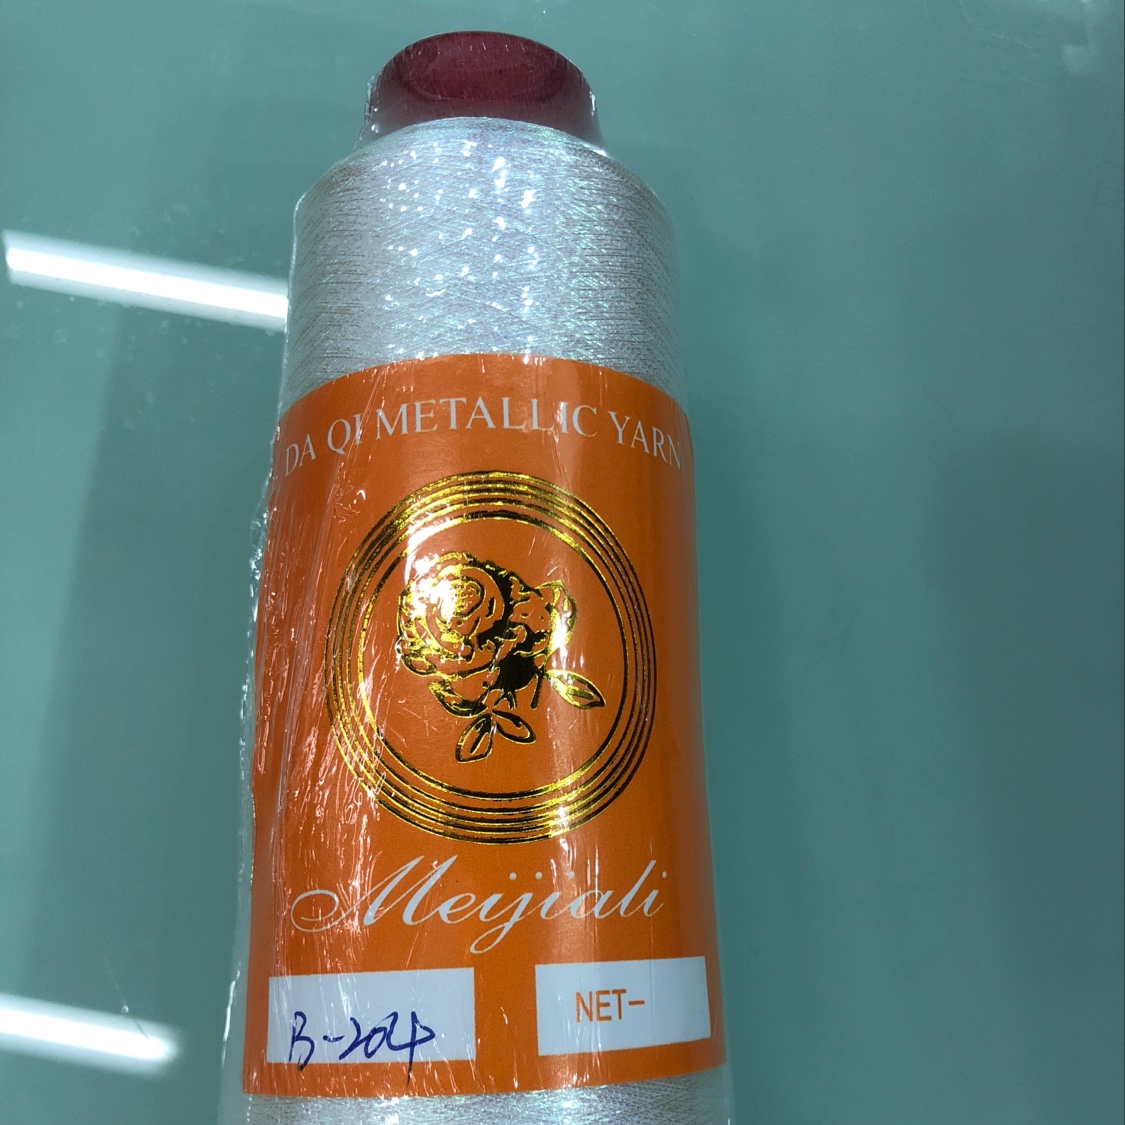 DA QI METALLIC YARN
Meijiali
B-204
NET-